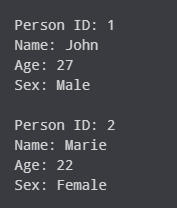 Person ID: 1
Name: John
Age: 27
Sex: Male
Person ID: 2
Name: Marie
Age: 22
Sex: Female